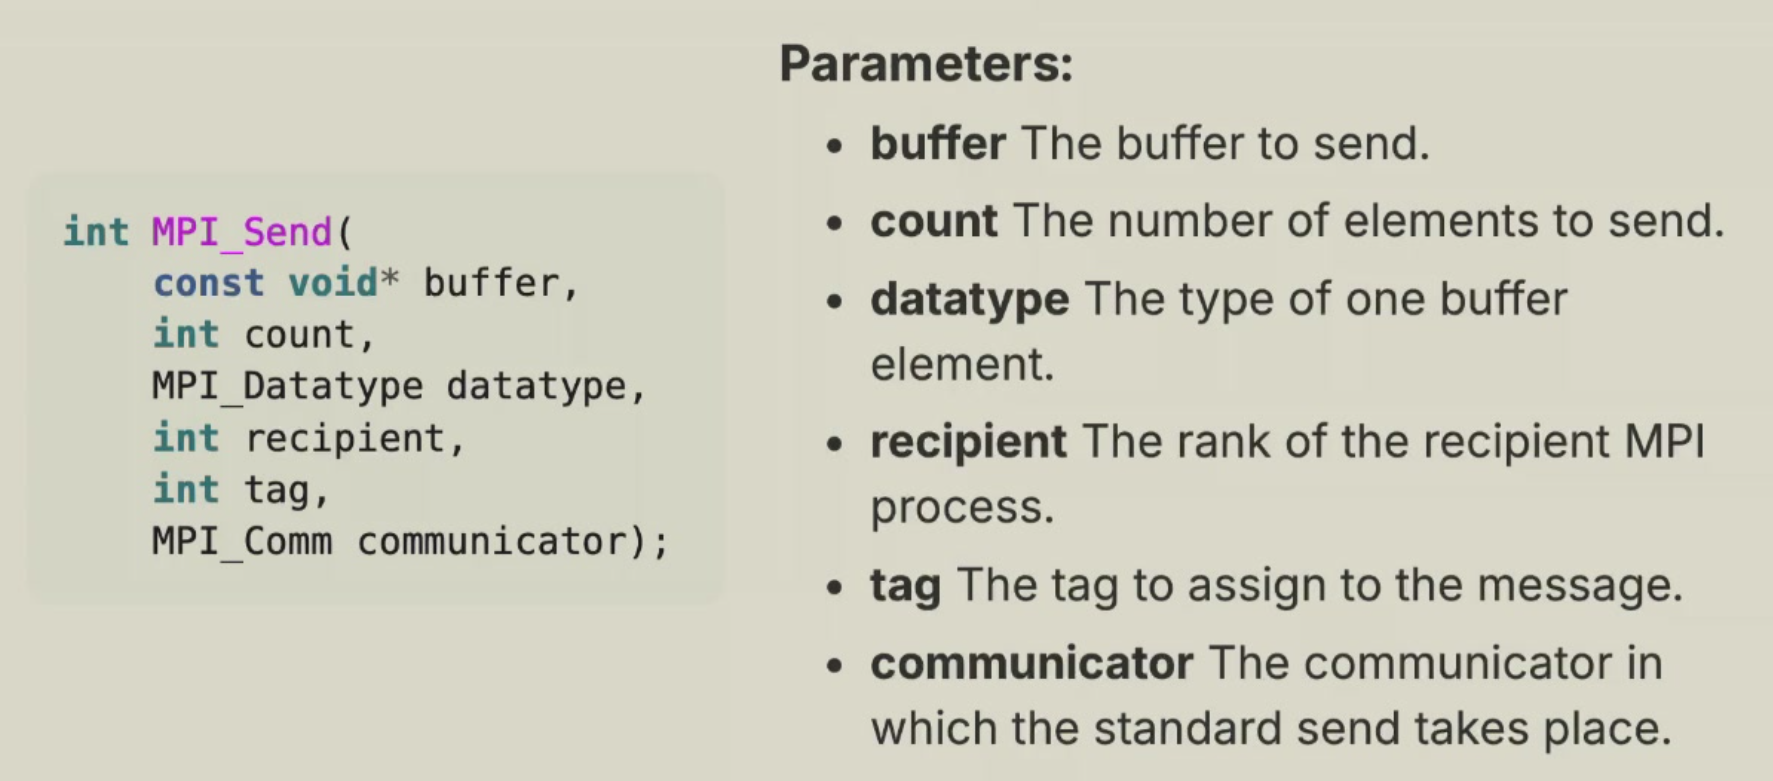 int MPI_Send(
const void* buffer,
int count,
MPI_Datatype datatype,
int recipient,
int tag,
MPI_Comm communicator);
Parameters:
• buffer The buffer to send.
• count The number of elements to send.
• datatype The type of one buffer
element.
• recipient The rank of the recipient MPI
process.
• tag The tag to assign to the message.
• communicator The communicator in
which the standard send takes place.